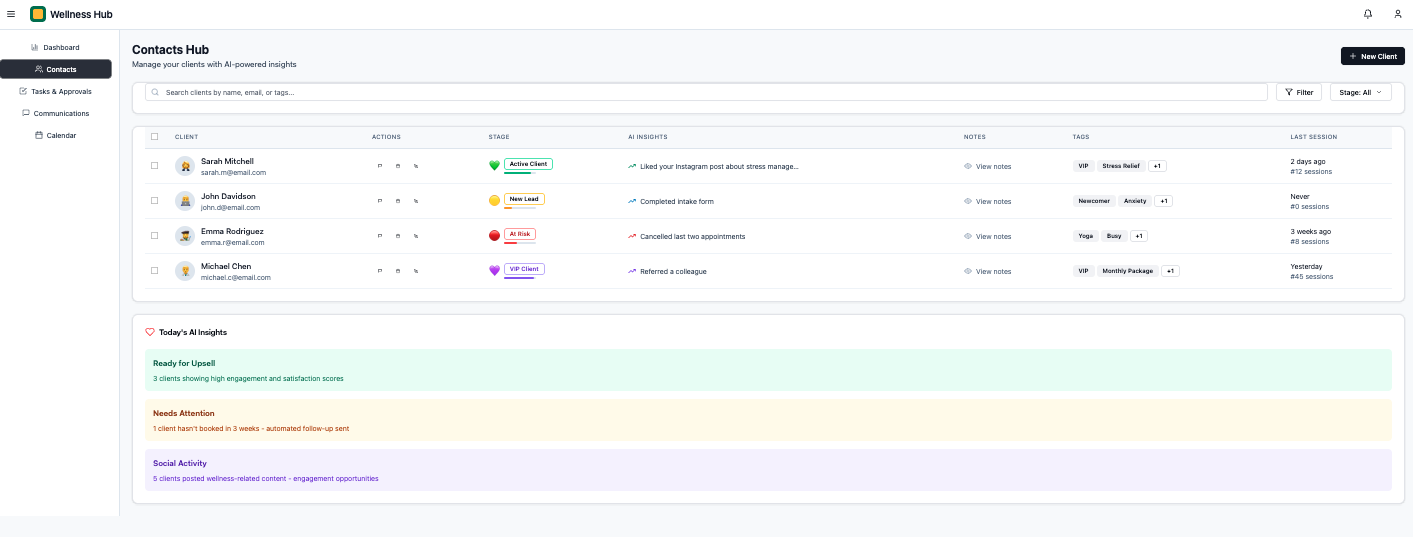 Wellness Hub
Dashboard
Contacts
Tasks & Approvals
Communications
Calendar
Contacts Hub
Manage your clients with AI-powered insights
New Client
Search clients by name, email, or tags...
Filter
Stage: All
CLIENT ACTIONS STAGE AI INSIGHTS NOTES TAGS LAST SESSION
Sarah Mitchell
sarah.m@email.com
Active Client
Liked your Instagram post about stress manage...
View notes
VIP Stress Relief +1
2 days ago
#12 sessions
John Davidson
john.d@email.com
New Lead
Completed intake form
View notes
Newcomer Anxiety +1
Never
#0 sessions
Emma Rodriguez
emma.r@email.com
At Risk
Cancelled last two appointments
View notes
Yoga Busy +1
3 weeks ago
#8 sessions
Michael Chen
michael.c@email.com
VIP Client
Referred a colleague
View notes
VIP Monthly Package +1
Yesterday
#45 sessions
Today's AI Insights
Ready for Upsell
3 clients showing high engagement and satisfaction scores
Needs Attention
1 client hasn't booked in 3 weeks - automated follow-up sent
Social Activity
5 clients posted wellness-related content - engagement opportunities